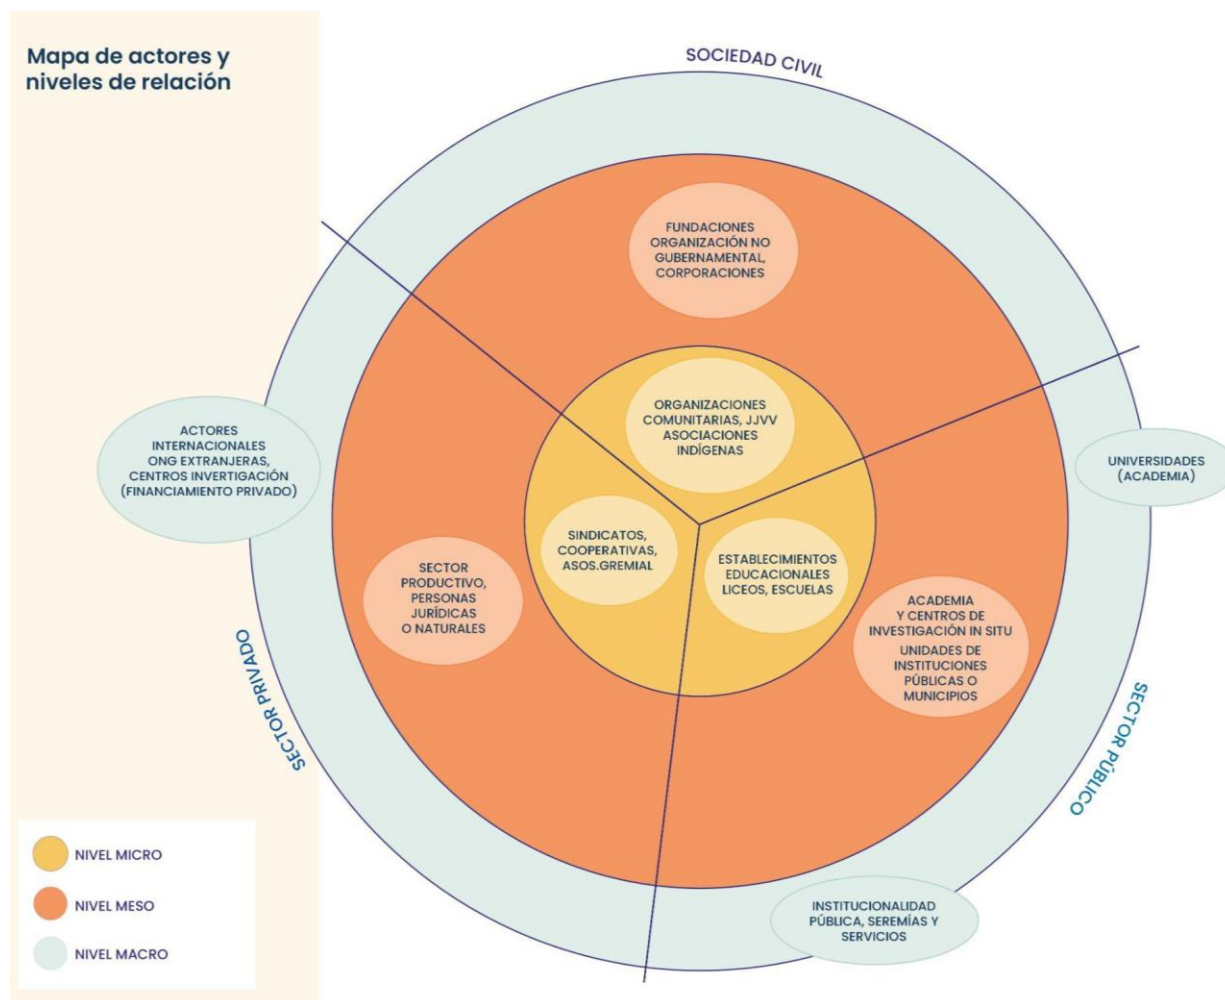 Mapa de actores y
niveles de relación
SOCIEDAD CIVIL
FUNDACIONES
ORGANIZACIÓN NO
GUBERNAMENTAL,
CORPORACIONES
ORGANIZACIONES
COMUNITARIAS, JJVV
ASOCIACIONES
INDÍGENAS
ACTORES
INTERNACIONALES
ONG EXTRANJERAS,
CENTROS INVERTIGACIÓN
(FINANCIAMIENTO PRIVADO)
UNIVERSIDADES
(ACADEMIA)
SINDICATOS,
COOPERATIVAS,
ASOS.GREMIAL
ESTABLECIMIENTOS
EDUCACIONALES
LICEOS, ESCUELAS
SECTOR
PRODUCTIVO,
PERSONAS
JURÍDICAS
O NATURALES
ACADEMIA
Y CENTROS DE
INVESTIGACIÓN IN SITU
UNIDADES DE
INSTITUCIONES
PÚBLICAS O
MUNICIPIOS
SECTOR PRIVADO
SECTOR PÚBLICO
INSTITUCIONALIDAD
PÚBLICA, SEREMÍAS Y
SERVICIOS
NIVEL MICRO
NIVEL MESO
NIVEL MACRO